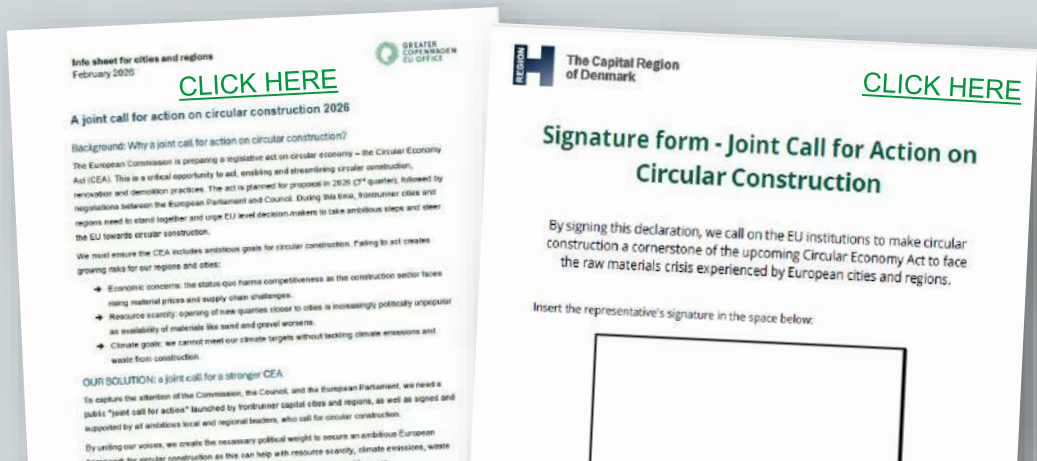 Info sheet for cities and regions
February 2026
GREATER
COPENHAGEN
EU OFFICE
CLICK HERE
A joint call for action on circular construction 2026
Background: Why a joint call for action on circular construction?
The European Commission is preparing a legislative act on circular economy – the Circular Economy
Act (CEA). This is a critical opportunity to act, enabling and streamlining circular construction,
renovation and demolition practices. The act is planned for proposal in 2026 (3rd quarter), followed by
negotiations between the European Parliament and Council. During this time, frontrunner cities and
regions need to stand together and urge EU level decision-makers to take ambitious steps and steer
the EU towards circular construction.
We must ensure the CEA includes ambitious goals for circular construction. Failing to act creates
growing risks for our regions and cities:
➔ Economic concerns: the status quo harms competitiveness as the construction sector faces
rising material prices and supply chain challenges.
➔ Resource scarcity: opening of new quarries closer to cities is increasingly politically unpopular
as availability of materials like sand and gravel worsens.
➔ Climate goals: we cannot meet our climate targets without tackling climate emissions and
waste from construction.
OUR SOLUTION: a joint call for a stronger CEA
To capture the attention of the Commission, the Council, and the European Parliament, we need a
public "joint call for action" launched by frontrunner capital cities and regions, as well as signed and
supported by all ambitious local and regional leaders, who call for circular construction.
By uniting our voices, we create the necessary political weight to secure an ambitious European
framework for circular construction as this can help with resource scarcity, climate emissions, waste
REGION
H
The Capital Region
of Denmark
CLICK HERE
Signature form - Joint Call for Action on
Circular Construction
By signing this declaration, we call on the EU institutions to make circular
construction a cornerstone of the upcoming Circular Economy Act to face
the raw materials crisis experienced by European cities and regions.
Insert the representative's signature in the space below: